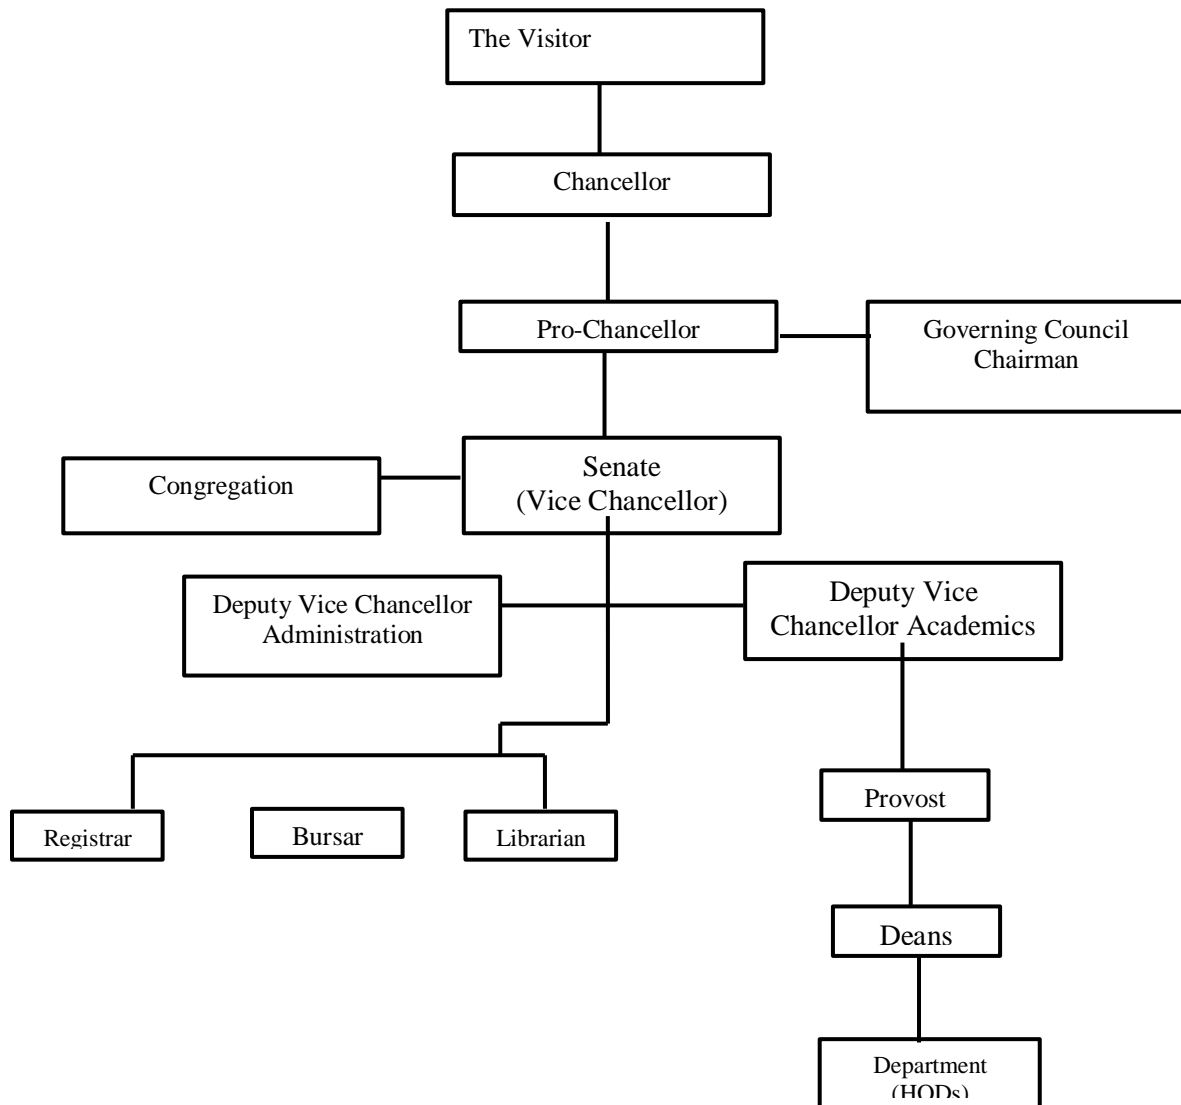 The Visitor
Chancellor
Pro-Chancellor
Governing Council
Chairman
Senate
(Vice Chancellor)
Congregation
Deputy Vice Chancellor
Administration
Deputy Vice
Chancellor Academics
Provost
Registrar
Bursar
Librarian
Deans
Department
(HODs)